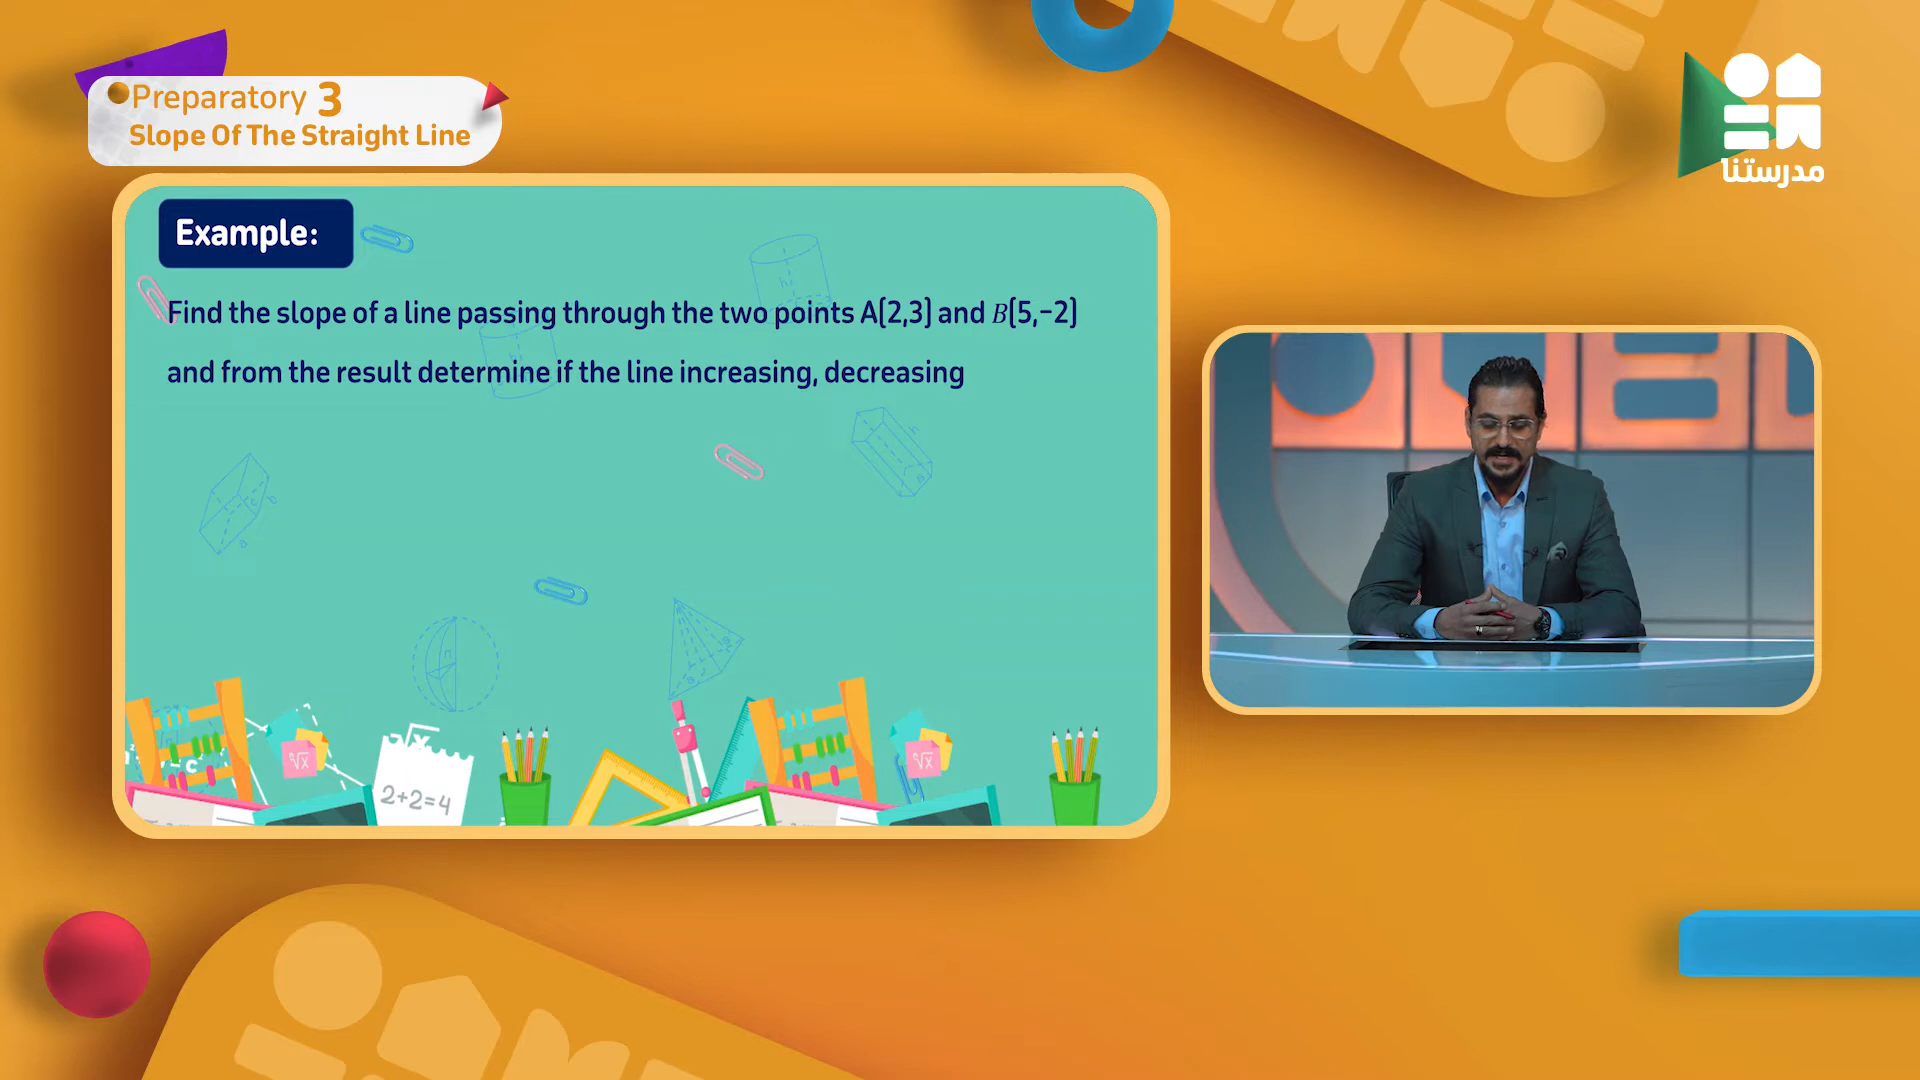 Preparatory 3
Slope Of The Straight Line
مدرستنا
Example:
Find the slope of a line passing through the two points A(2,3) and B(5,−2)
and from the result determine if the line increasing, decreasing
2+2=4